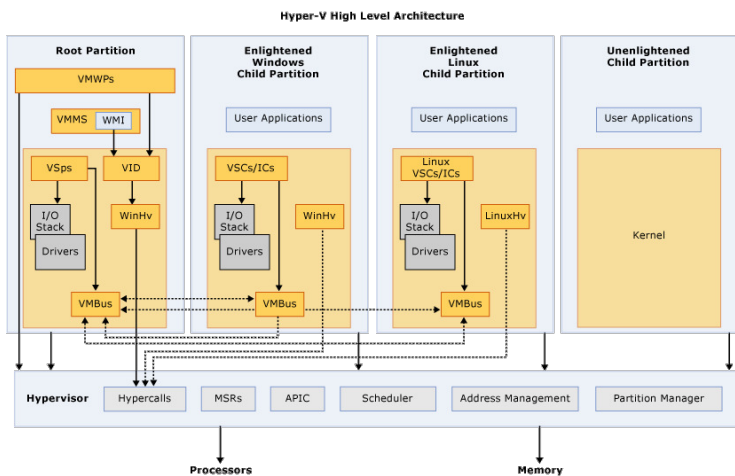 Hyper-V High Level Architecture
Root Partition
VMWPs
VMMS
WMI
VSps
VID
I/O
Stack
Drivers
WinHv
VMBus
Enlightened
Windows
Child Partition
User Applications
VSCs/ICs
I/O
Stack
Drivers
WinHv
VMBus
Enlightened
Linux
Child Partition
User Applications
Linux
VSCs/ICs
I/O
Stack
Drivers
LinuxHv
VMBus
Unenlightened
Child Partition
User Applications
Kernel
Hypervisor
Hypercalls
MSRs
APIC
Scheduler
Address Management
Partition Manager
Processors
Memory